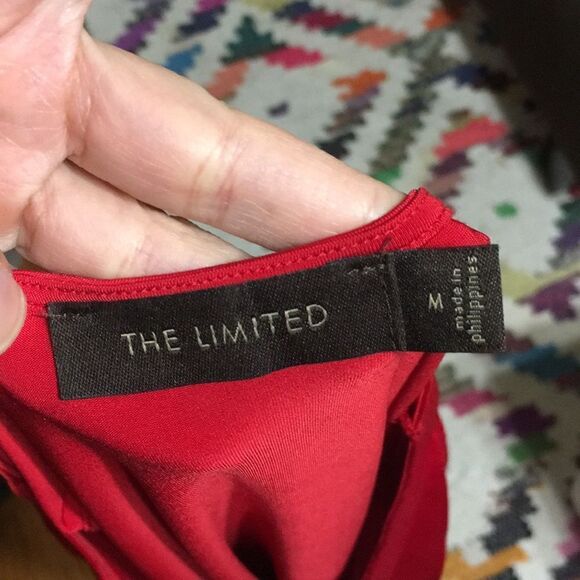 THE LIMITED
M
made in
philippines